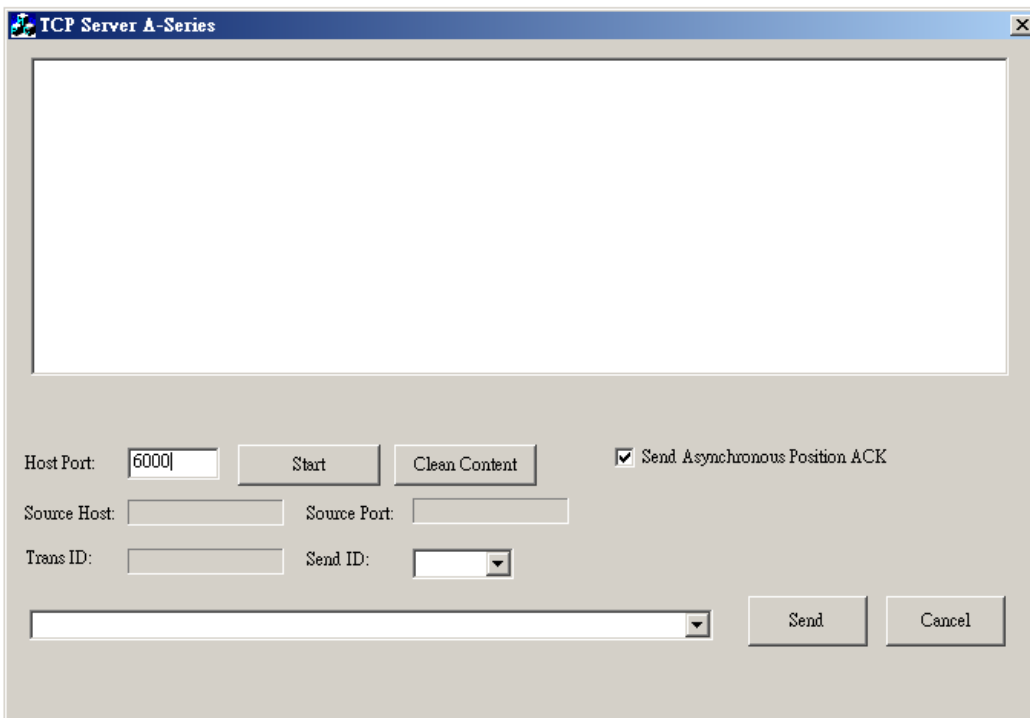 TCP Server A-Series
Host Port: 6000 Start Clean Content Send Asynchronous Position ACK
Source Host: Source Port:
Trans ID: Send ID:
Send Cancel